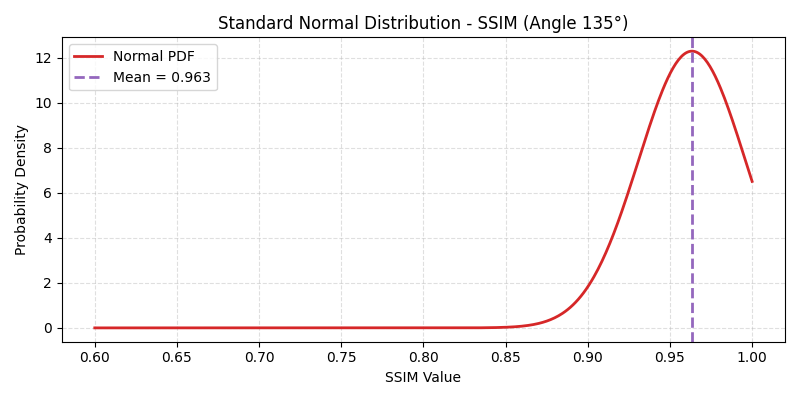 Standard Normal Distribution - SSIM (Angle 135°)
Normal PDF
Mean = 0.963
Probability Density
12
10
8
6
4
2
0
0.60 0.65 0.70 0.75 0.80 0.85 0.90 0.95 1.00
SSIM Value